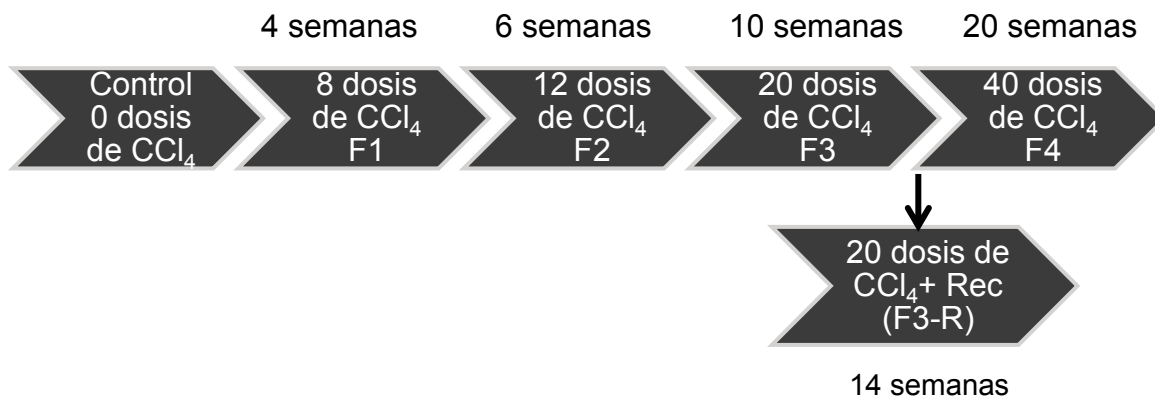 4 semanas
6 semanas
10 semanas
20 semanas
Control
0 dosis
de CCl₄
8 dosis
de CCl₄
F1
12 dosis
de CCl₄
F2
20 dosis
de CCl₄
F3
40 dosis
de CCl₄
F4
20 dosis de
CCl₄+ Rec
(F3-R)
14 semanas